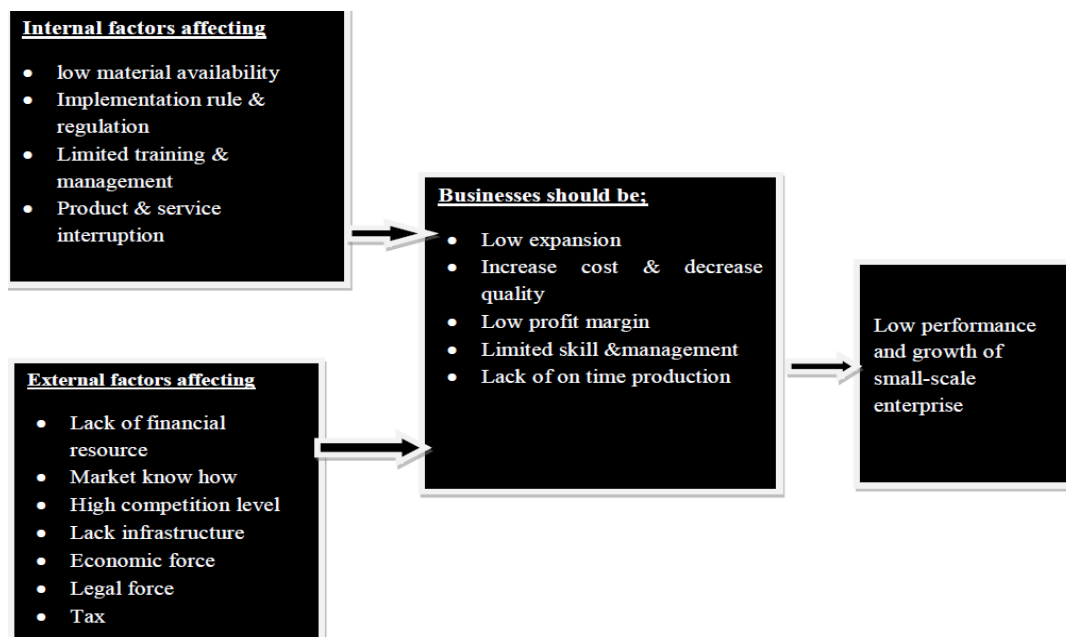 Internal factors affecting
● low material availability
● Implementation rule &
regulation
● Limited training &
management
● Product & service
interruption
External factors affecting
● Lack of financial
resource
● Market know how
● High competition level
● Lack infrastructure
● Economic force
● Legal force
● Tax
Businesses should be;
● Low expansion
● Increase cost & decrease
quality
● Low profit margin
● Limited skill &management
● Lack of on time production
Low performance
and growth of
small-scale
enterprise